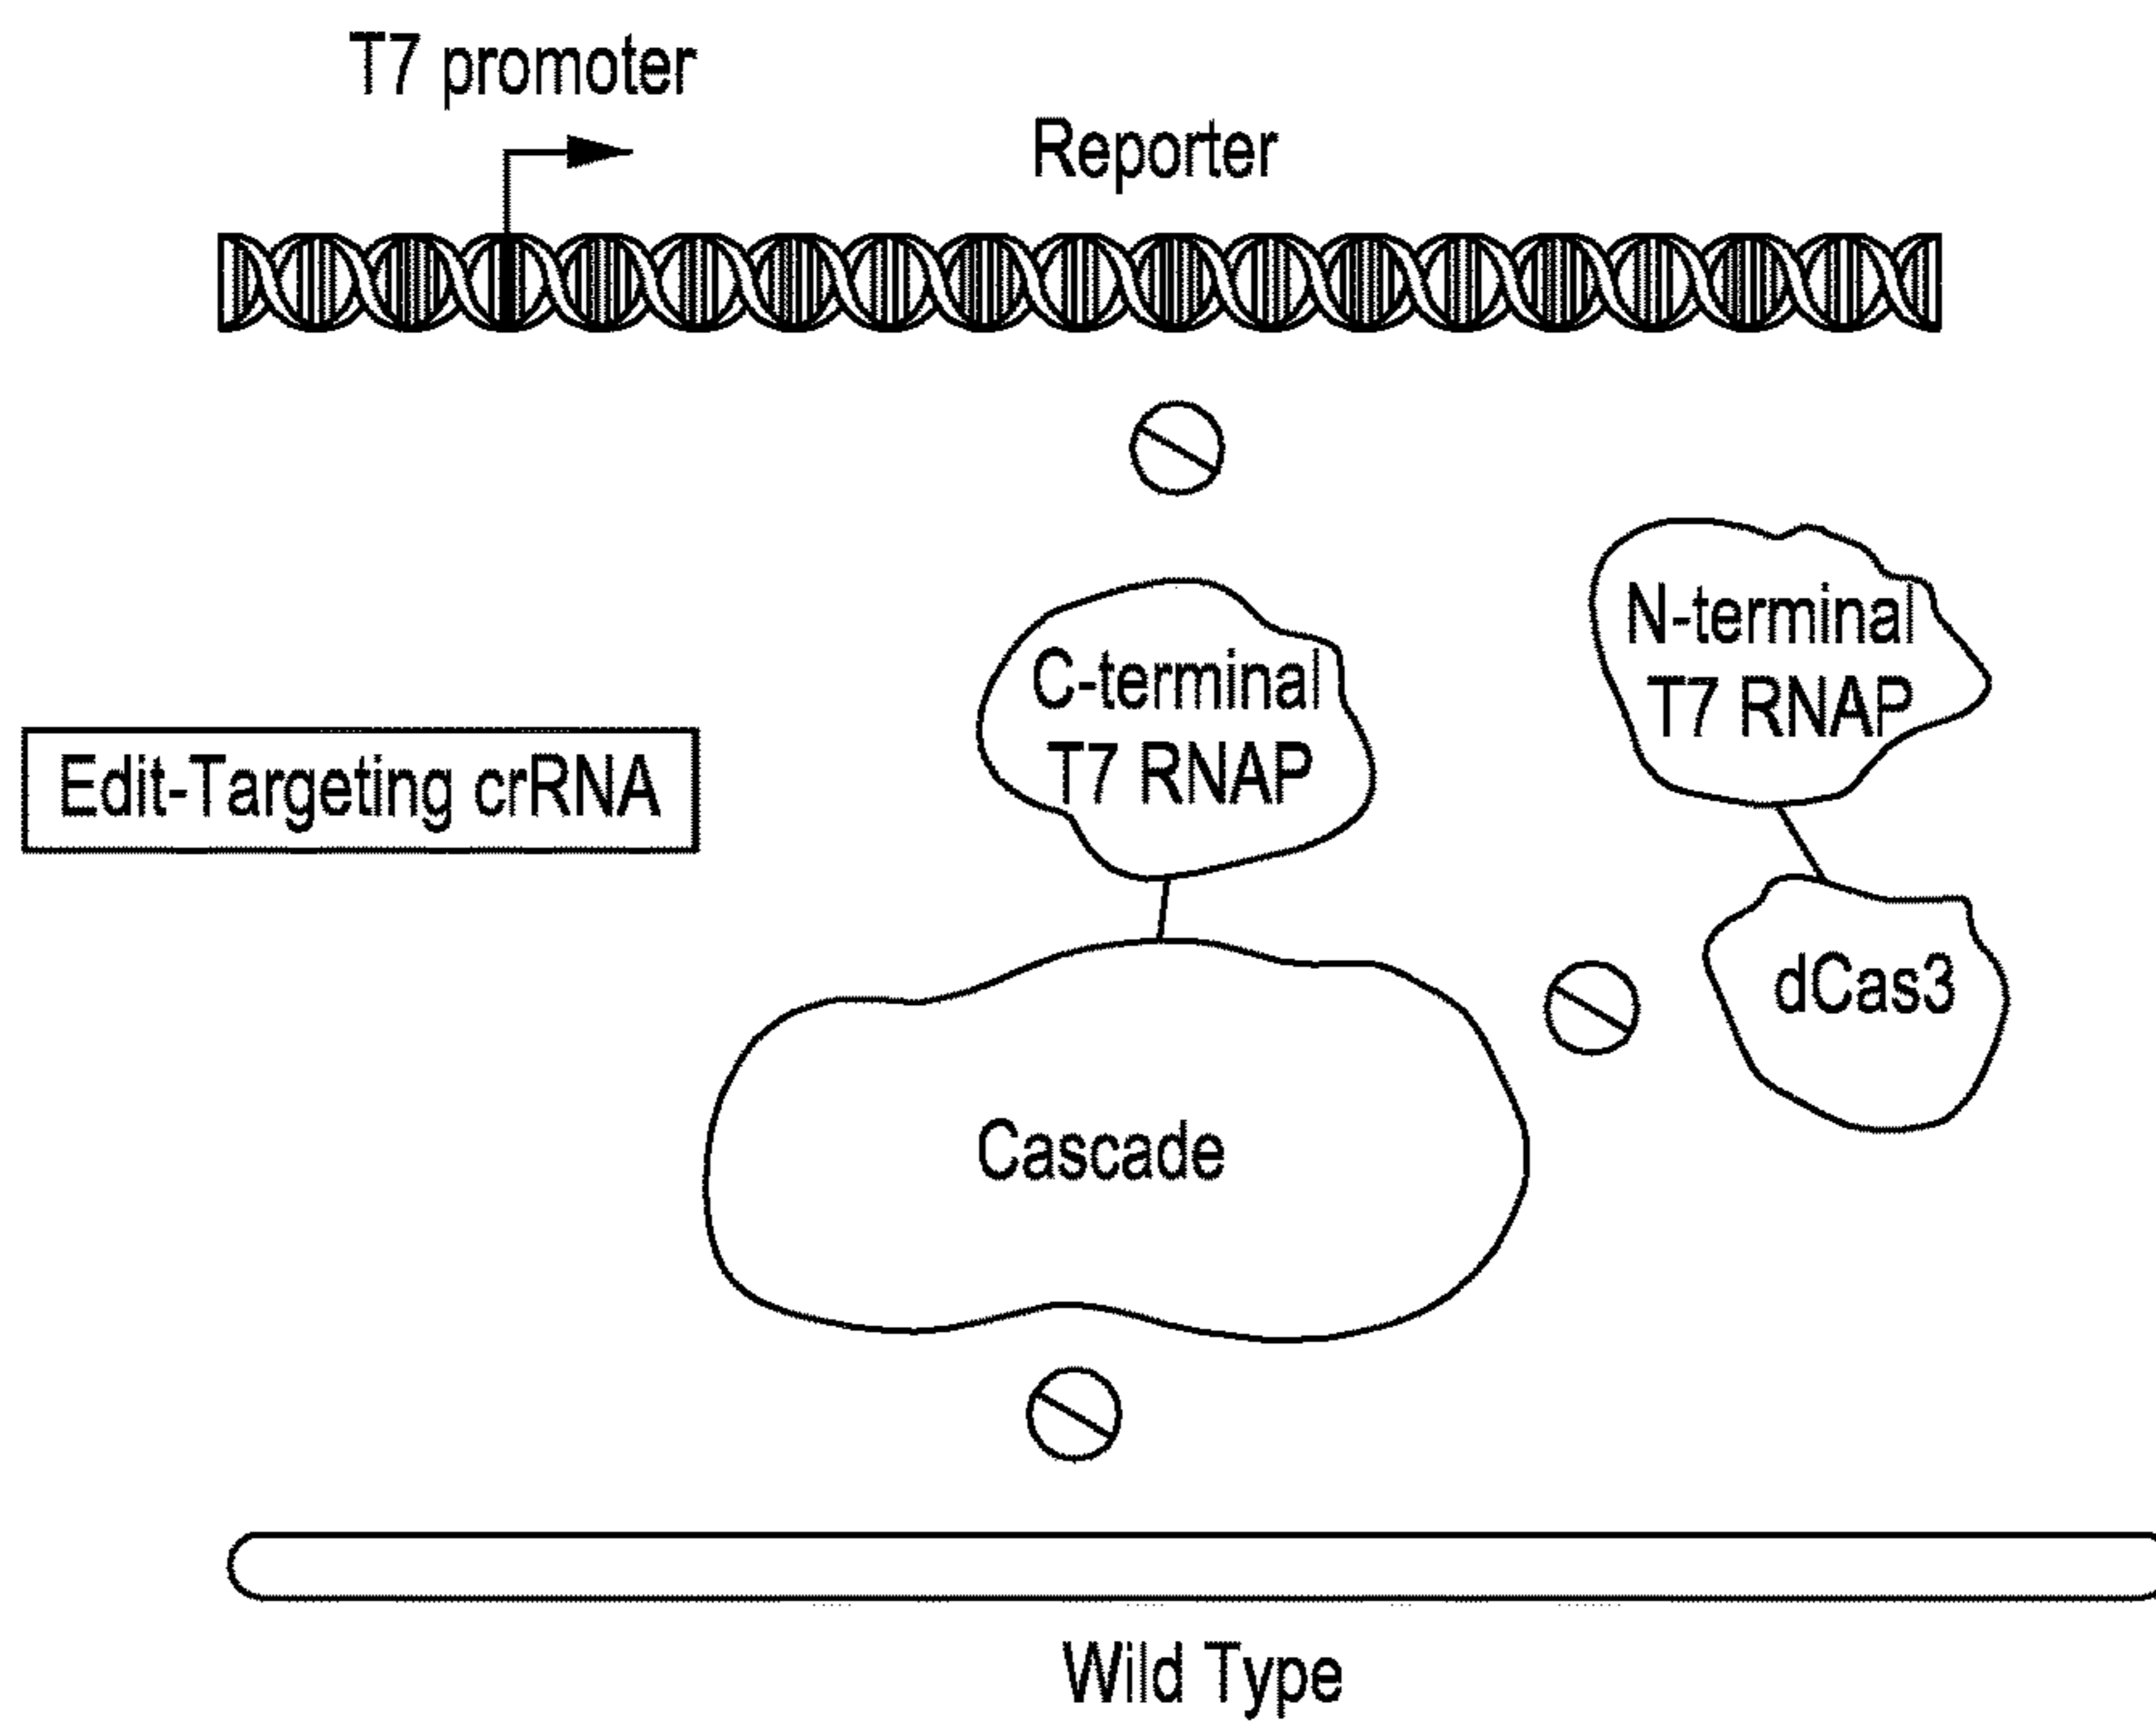 T7 promoter
Reporter
N-terminal
T7 RNAP
C-terminal
T7 RNAP
Edit-Targeting crRNA
dCas3
Cascade
Wild Type